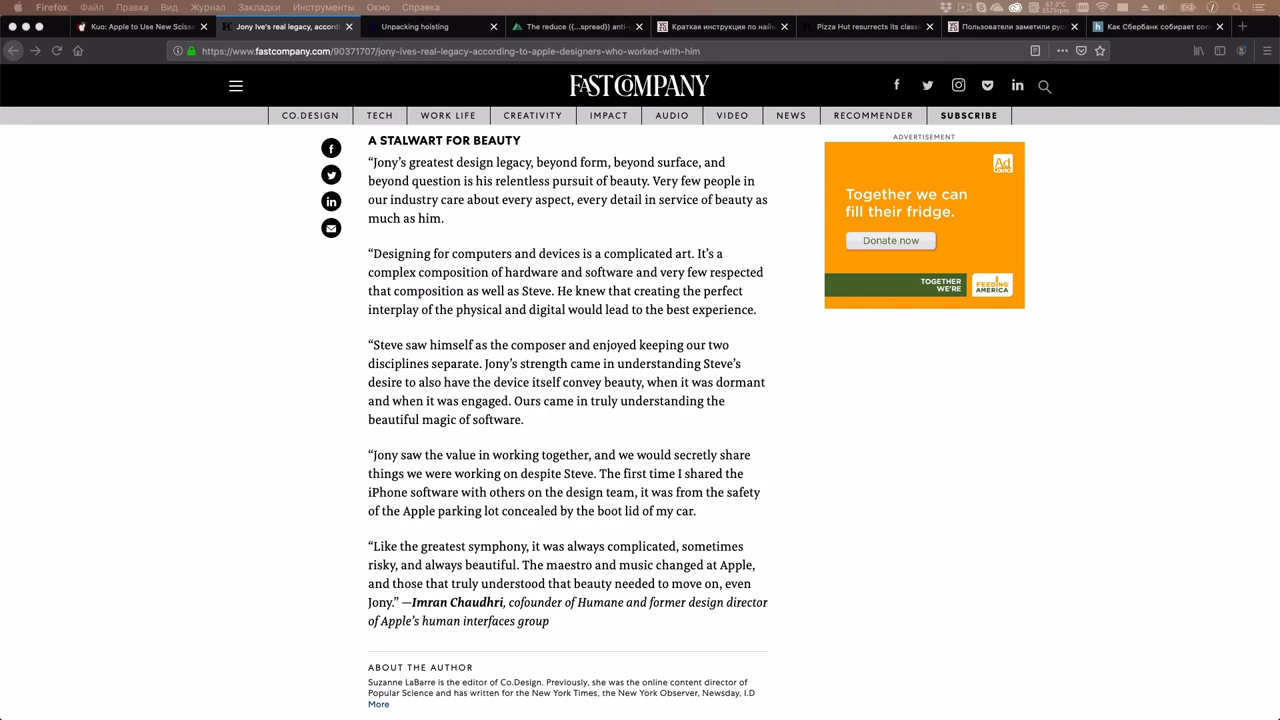 Firefox Файл Правка Вид Журнал Закладки Инструменты Окно Справка
67.0°C
3575rpm
Kuo: Apple to Use New Scisso
Jony Ive's real legacy, accordi
Unpacking hoisting
The reduce ({...spread}) anti-
Краткая инструкция по найм
Pizza Hut resurrects its classi
Пользователи заметили рус
Как Сбербанк собирает согл
https://www.fastcompany.com/90371707/jony-ives-real-legacy-according-to-apple-designers-who-worked-with-him
FAST COMPANY
CO.DESIGN TECH WORK LIFE CREATIVITY IMPACT AUDIO VIDEO NEWS RECOMMENDER SUBSCRIBE
A STALWART FOR BEAUTY
“Jony’s greatest design legacy, beyond form, beyond surface, and
beyond question is his relentless pursuit of beauty. Very few people in
our industry care about every aspect, every detail in service of beauty as
much as him.
“Designing for computers and devices is a complicated art. It’s a
complex composition of hardware and software and very few respected
that composition as well as Steve. He knew that creating the perfect
interplay of the physical and digital would lead to the best experience.
“Steve saw himself as the composer and enjoyed keeping our two
disciplines separate. Jony’s strength came in understanding Steve’s
desire to also have the device itself convey beauty, when it was dormant
and when it was engaged. Ours came in truly understanding the
beautiful magic of software.
“Jony saw the value in working together, and we would secretly share
things we were working on despite Steve. The first time I shared the
iPhone software with others on the design team, it was from the safety
of the Apple parking lot concealed by the boot lid of my car.
“Like the greatest symphony, it was always complicated, sometimes
risky, and always beautiful. The maestro and music changed at Apple,
and those that truly understood that beauty needed to move on, even
Jony.” —Imran Chaudhri, cofounder of Humane and former design director
of Apple’s human interfaces group
ABOUT THE AUTHOR
Suzanne LaBarre is the editor of Co.Design. Previously, she was the online content director of
Popular Science and has written for the New York Times, the New York Observer, Newsday, I.D
More
ADVERTISEMENT
Ad
COUNCIL
Together we can
fill their fridge.
Donate now
TOGETHER
WE'RE
FEEDING
AMERICA